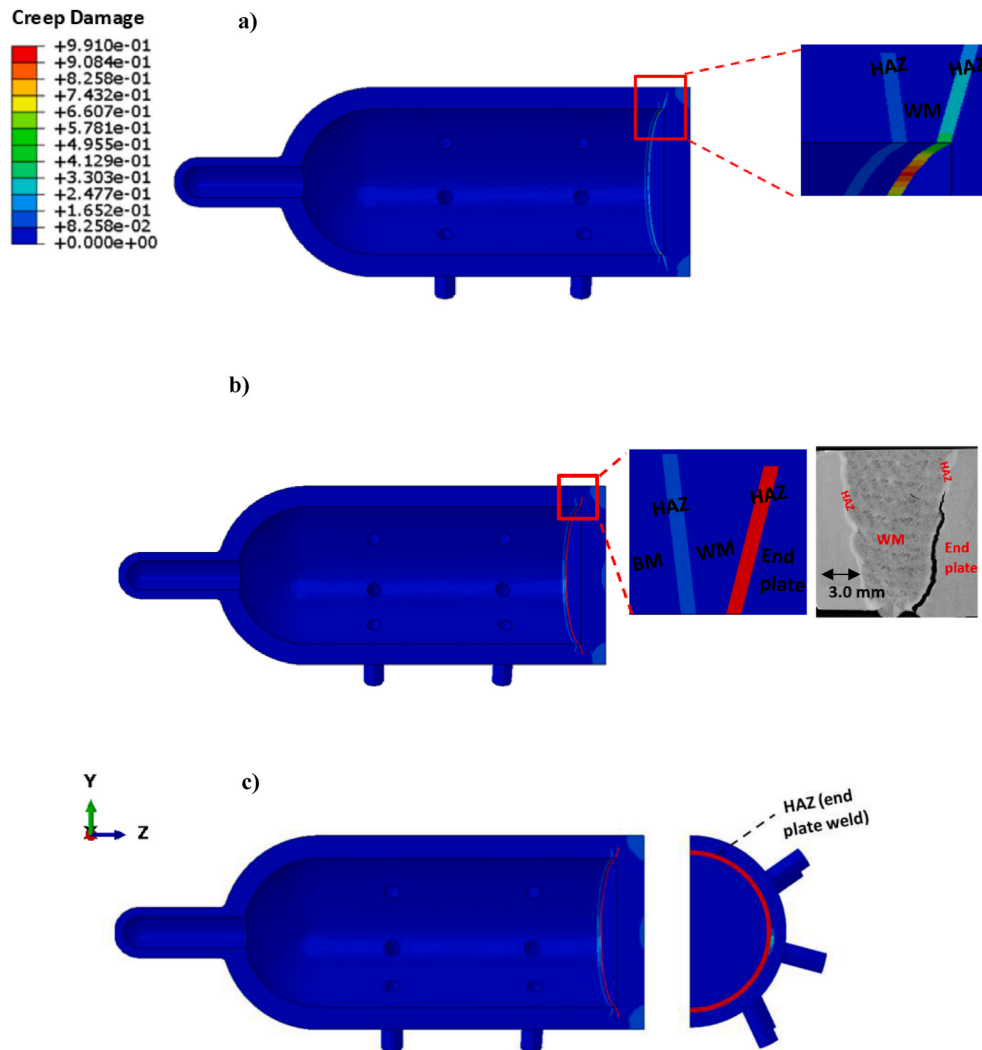 Creep Damage
+9.910e-01
+9.084e-01
+8.258e-01
+7.432e-01
+6.607e-01
+5.781e-01
+4.955e-01
+4.129e-01
+3.303e-01
+2.477e-01
+1.652e-01
+8.258e-02
+0.000e+00
a)
HAZ
HAZ
WM
b)
HAZ
HAZ
BM
WM
End
plate
HAZ
HAZ
WM
End
plate
3.0 mm
c)
Y
X
Z
HAZ (end
plate weld)